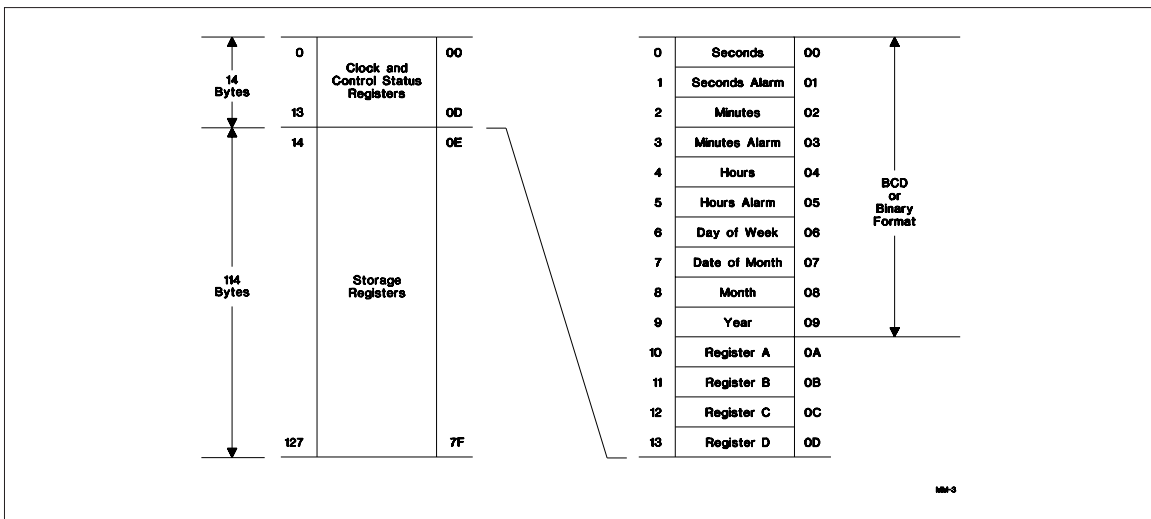 14
Bytes
0
Clock and
Control Status
Registers
00
13
0D
114
Bytes
14
0E
Storage
Registers
127
7F
0 Seconds 00
1 Seconds Alarm 01
2 Minutes 02
3 Minutes Alarm 03
4 Hours 04
5 Hours Alarm 05
6 Day of Week 06
7 Date of Month 07
8 Month 08
9 Year 09
10 Register A 0A
11 Register B 0B
12 Register C 0C
13 Register D 0D
BCD
or
Binary
Format
MM-3